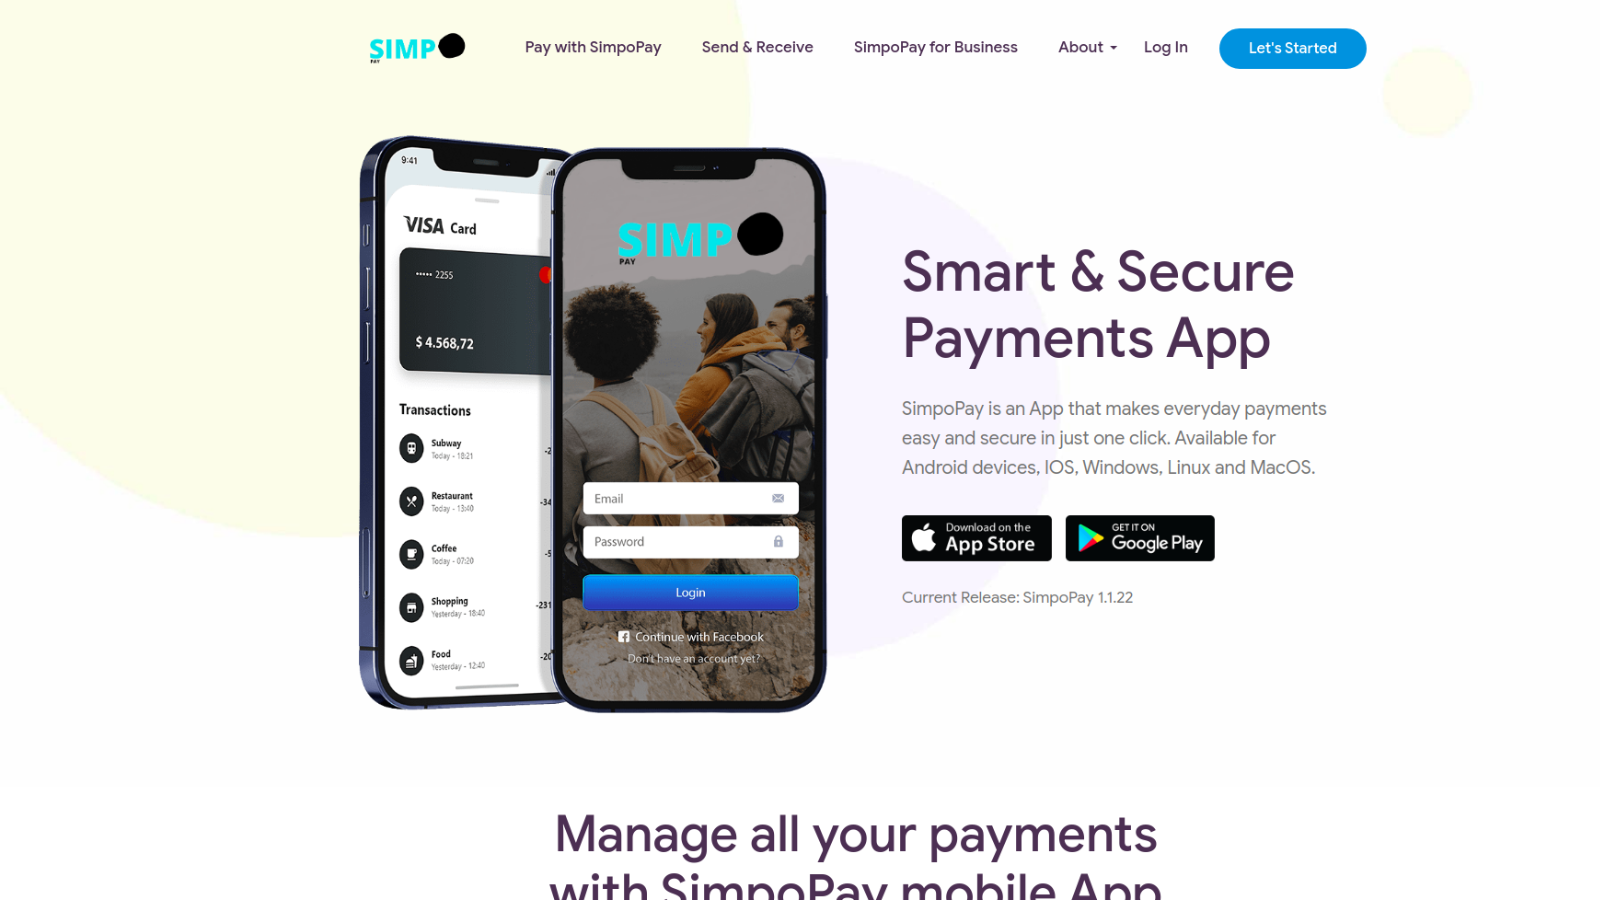 SIMP
PAY
Pay with SimpoPay
Send & Receive
SimpoPay for Business
About
Log In
Let's Started
9:41
VISA Card
••••• 2255
$ 4.568,72
Transactions
Subway
Today - 18:21
-2
Restaurant
Today - 13:40
-34
Coffee
Today - 07:20
-5
Shopping
Yesterday - 18:40
-231
Food
Yesterday - 12:40
-20
SIMP
PAY
Email
Password
Login
Continue with Facebook
Don't have an account yet?
Smart & Secure
Payments App
SimpoPay is an App that makes everyday payments
easy and secure in just one click. Available for
Android devices, IOS, Windows, Linux and MacOS.
Download on the
App Store
GET IT ON
Google Play
Current Release: SimpoPay 1.1.22
Manage all your payments
with SimpoPay mobile App